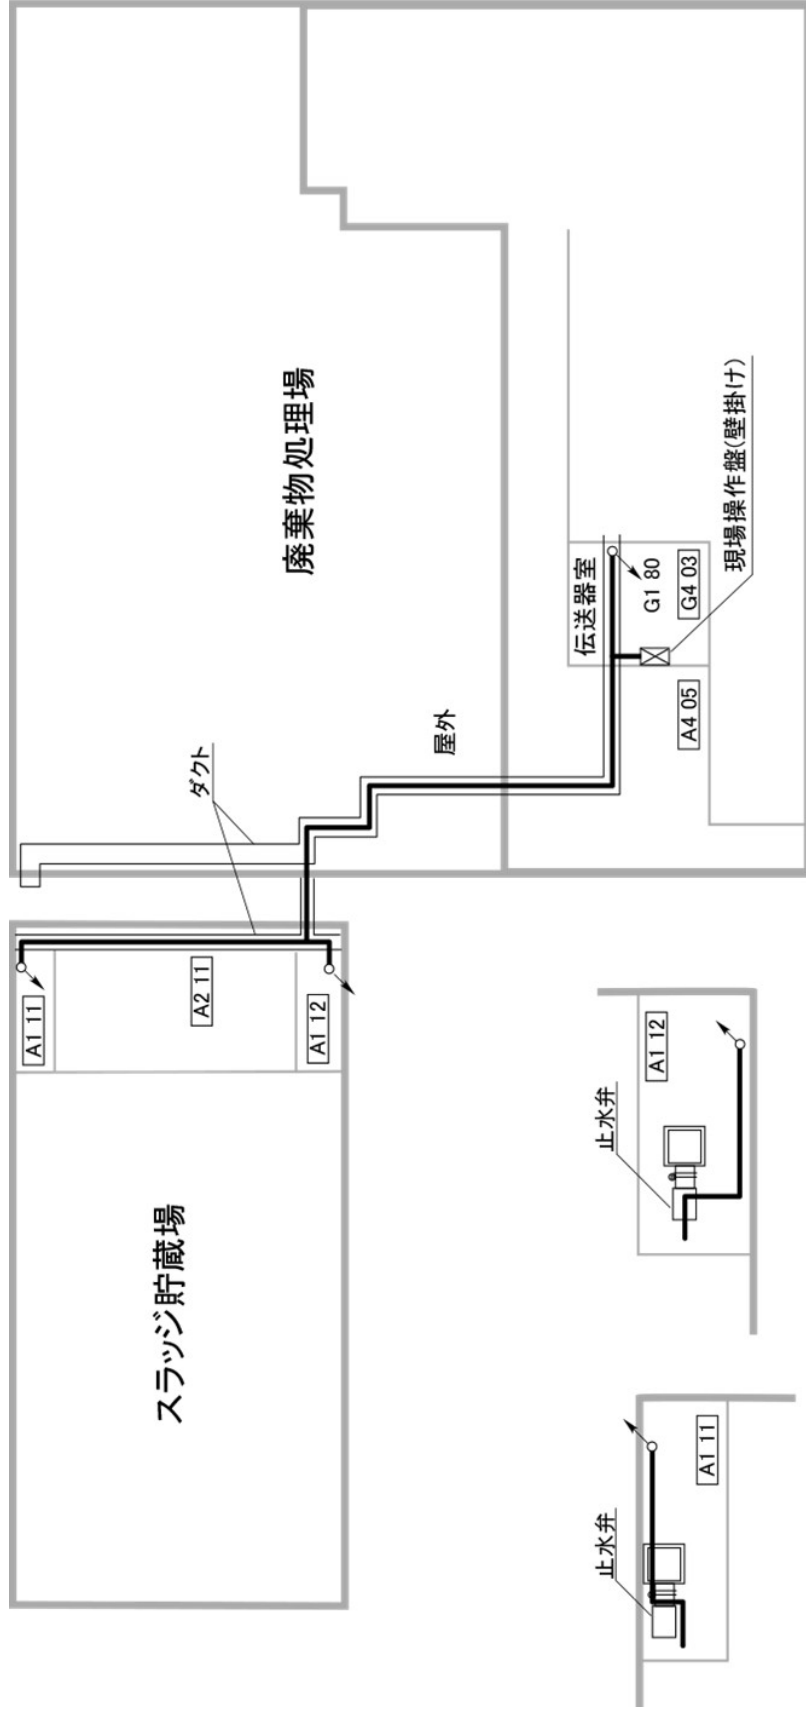 スラッジ貯蔵場
A1 11
A2 11
A1 12
ダクト
廃棄物処理場
屋外
伝送器室
G1 80
G4 03
A4 05
現場操作盤(壁掛け)
止水弁
A1 11
止水弁
A1 12